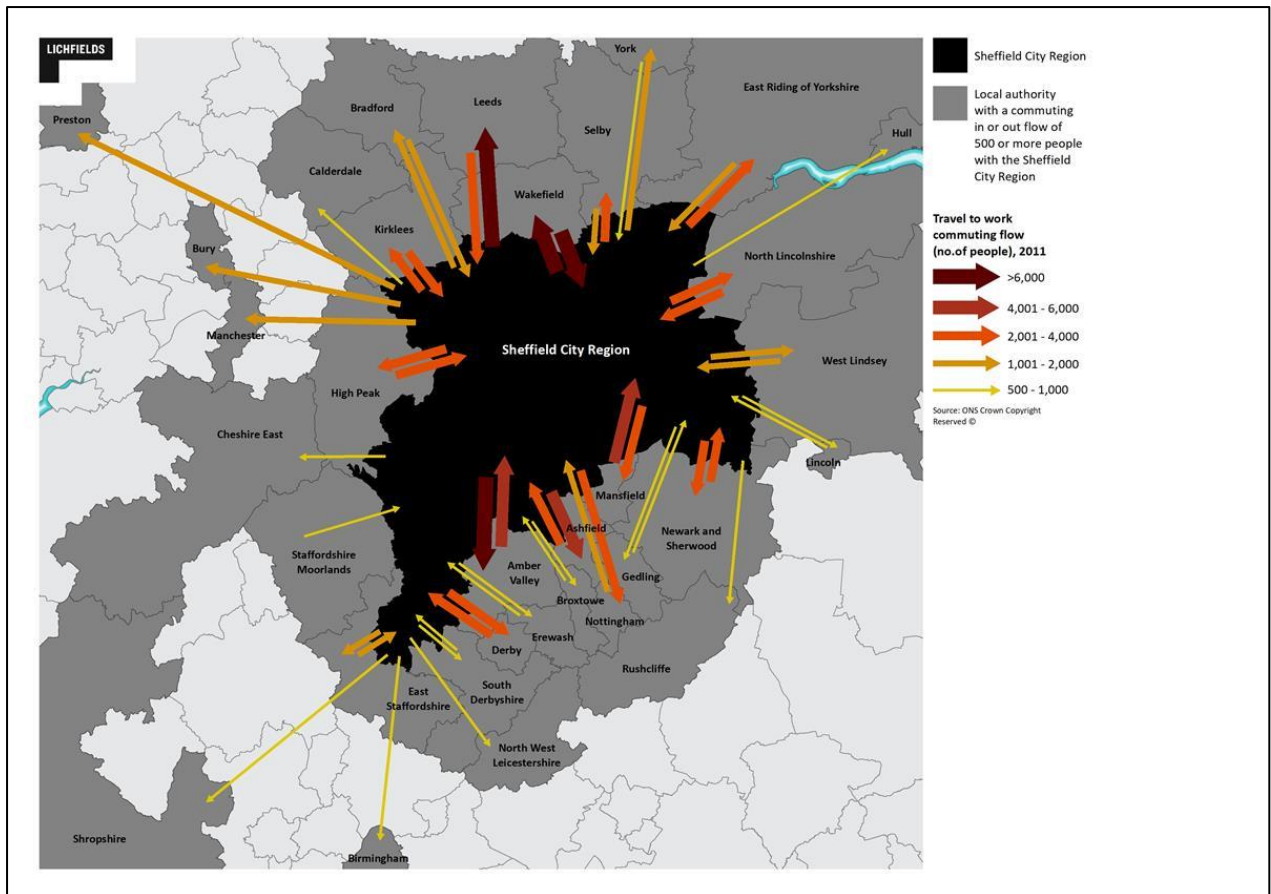 LICHFIELDS
York
Sheffield City Region
East Riding of Yorkshire
Local authority
with a commuting
in or out flow of
500 or more people
with the Sheffield
City Region
Leeds
Bradford
Preston
Selby
Hull
Calderdale
Wakefield
Travel to work
commuting flow
(no.of people), 2011
Kirklees
Bury
North Lincolnshire
>6,000
4,001 - 6,000
Manchester
2,001 - 4,000
Sheffield City Region
West Lindsey
1,001 - 2,000
High Peak
500 - 1,000
Source: ONS Crown Copyright
Reserved ©
Cheshire East
Lincoln
Mansfield
Ashfield
Newark and
Sherwood
Staffordshire
Moorlands
Amber
Valley
Gedling
Broxtowe
Nottingham
Erewash
Derby
Rushcliffe
East
Staffordshire
South
Derbyshire
North West
Leicestershire
Shropshire
Birmingham